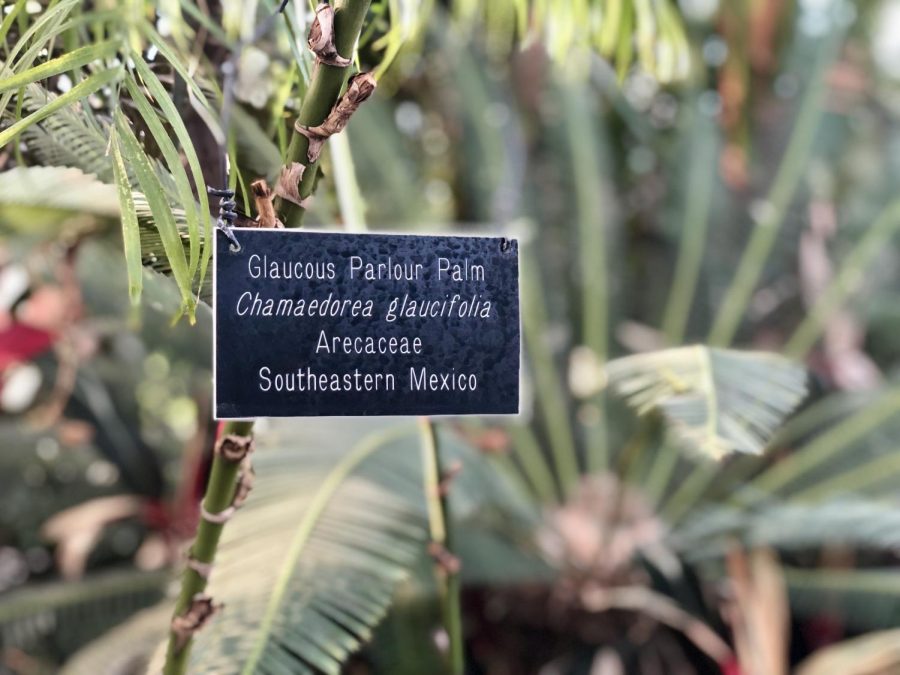 Glaucous Parlour Palm
Chamaedorea glaucifolia
Arecaceae
Southeastern Mexico